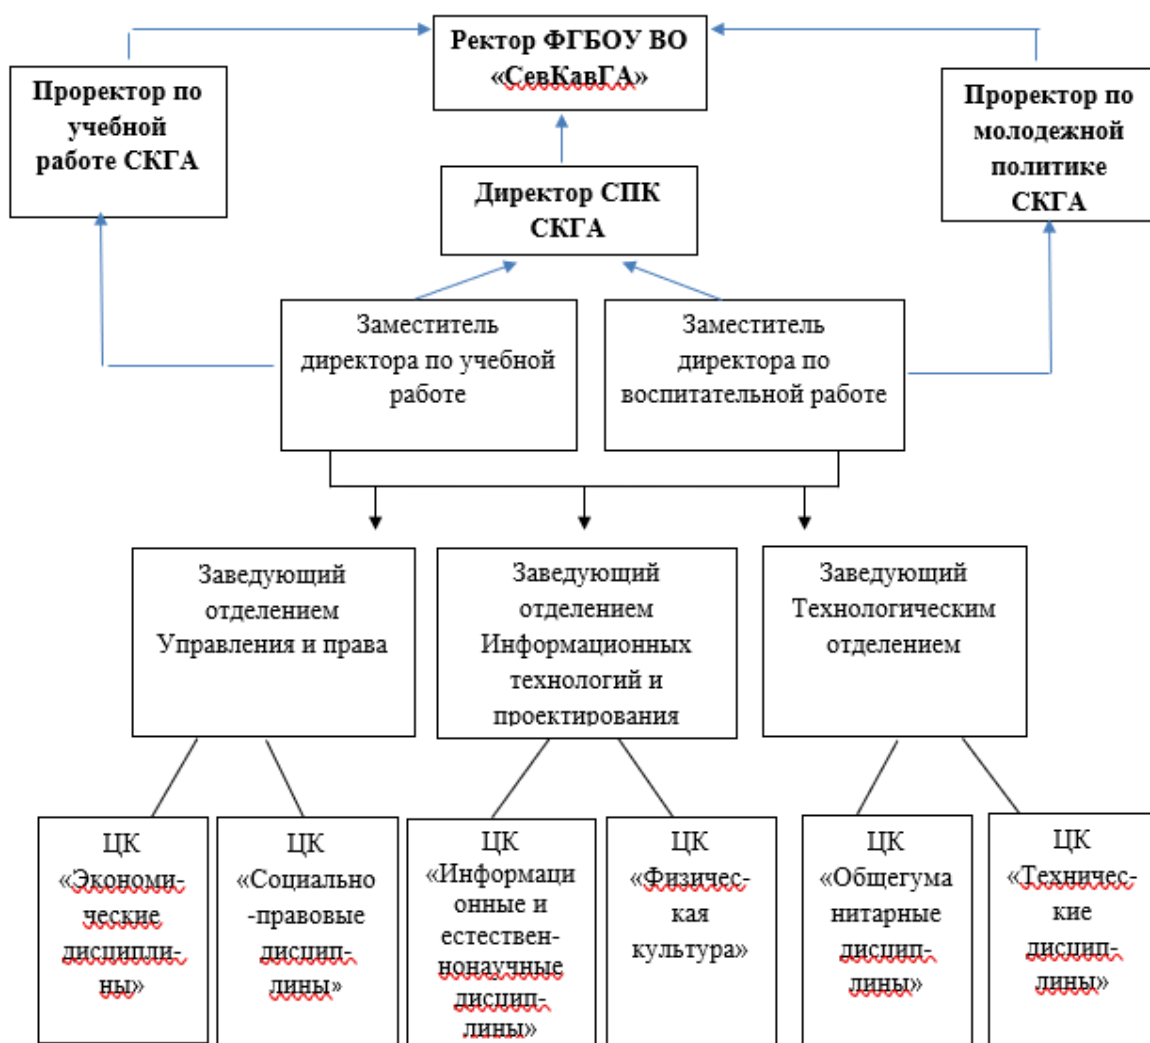 Ректор ФГБОУ ВО
«СевКавГА»
Проректор по
учебной
работе СКГА
Проректор по
молодежной
политике
СКГА
Директор СПК
СКГА
Заместитель
директора по учебной
работе
Заместитель
директора по
воспитательной работе
Заведующий
отделением
Управления и права
Заведующий
отделением
Информационных
технологий и
проектирования
Заведующий
Технологическим
отделением
ЦК
«Экономи-
ческие
дисципли-
ны»
ЦК
«Социально
-правовые
дисцип-
лины»
ЦК
«Информаци
онные и
естествен-
нонаучные
дисцип-
лины»
ЦК
«Физичес-
кая
культура»
ЦК
«Общегума
нитарные
дисцип-
лины»
ЦК
«Техничес-
кие
дисцип-
лины»